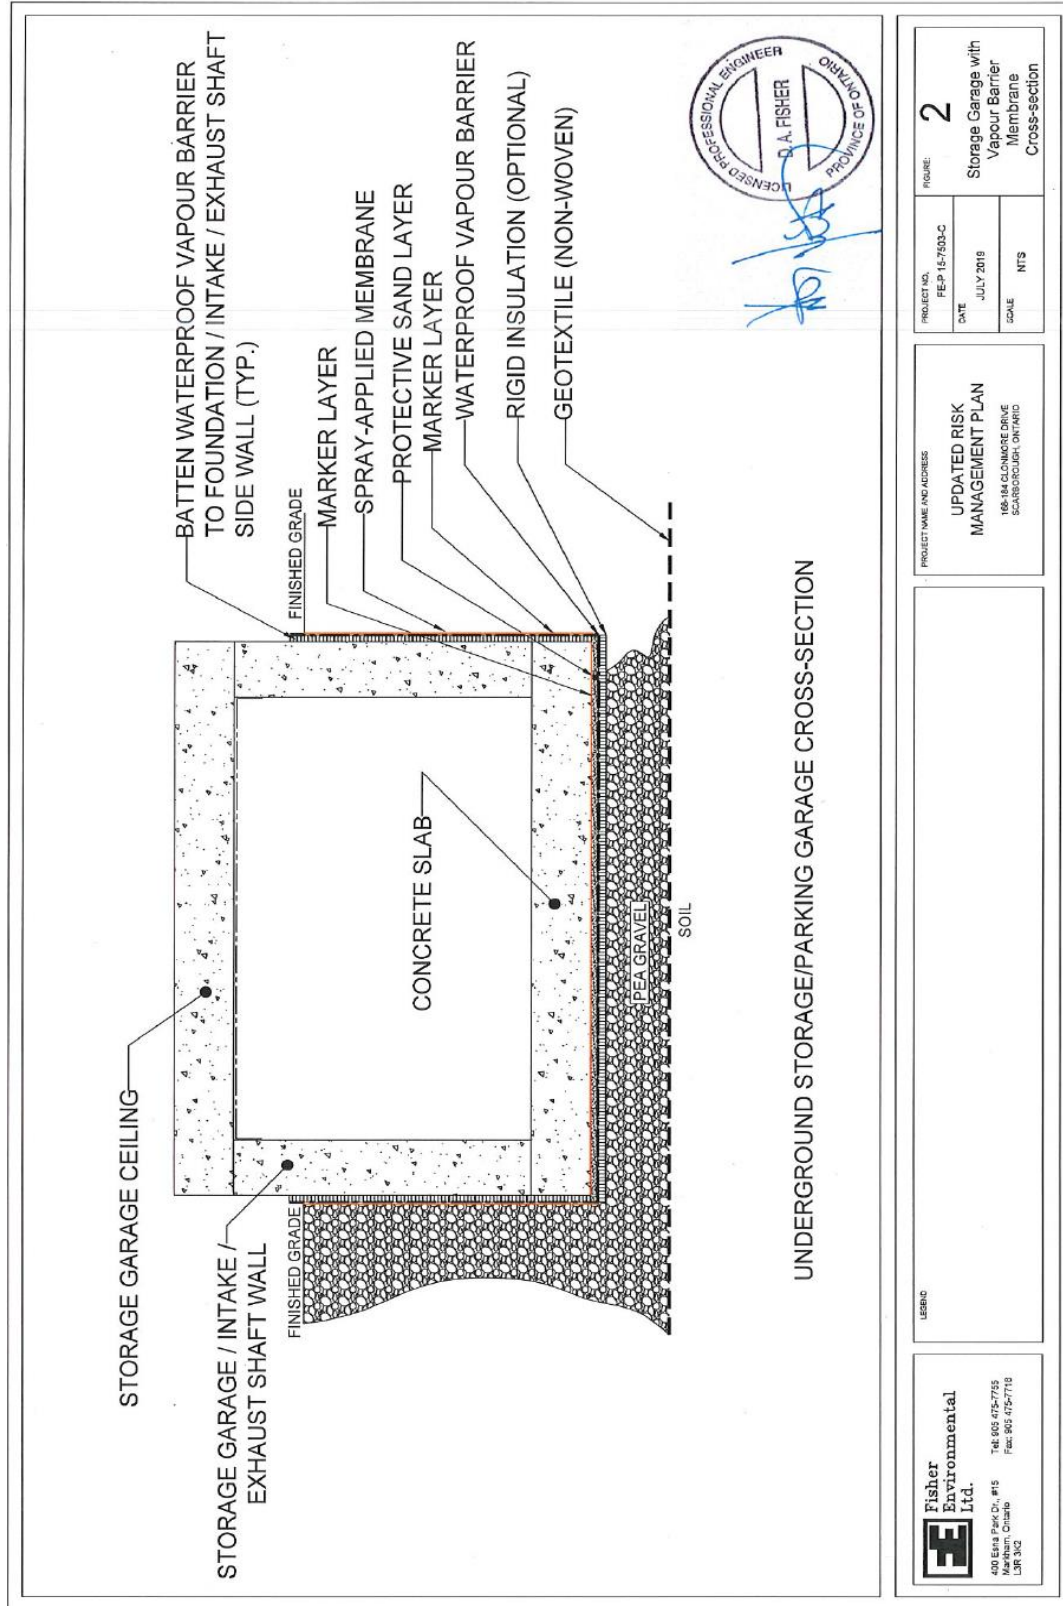 BATTEN WATERPROOF VAPOUR BARRIER
TO FOUNDATION / INTAKE / EXHAUST SHAFT
SIDE WALL (TYP.)
STORAGE GARAGE CEILING
STORAGE GARAGE / INTAKE /
EXHAUST SHAFT WALL
FINISHED GRADE
FINISHED GRADE
MARKER LAYER
SPRAY-APPLIED MEMBRANE
PROTECTIVE SAND LAYER
MARKER LAYER
WATERPROOF VAPOUR BARRIER
RIGID INSULATION (OPTIONAL)
GEOTEXTILE (NON-WOVEN)
CONCRETE SLAB
PEA GRAVEL
SOIL
UNDERGROUND STORAGE/PARKING GARAGE CROSS-SECTION
LICENSED PROFESSIONAL ENGINEER
D. A. FISHER
PROVINCE OF ONTARIO
Fisher
Environmental
Ltd.
400 Esna Park Dr., #15
Markham, Ontario
L3R 3K2
Tel: 905 475-7755
Fax: 905 475-7718
LEGEND
PROJECT NAME AND ADDRESS
UPDATED RISK
MANAGEMENT PLAN
168-184 CLONMORE DRIVE
SCARBOROUGH, ONTARIO
PROJECT NO.
FE-P 15-7503-C
DATE
JULY 2019
SCALE
NTS
FIGURE:
2
Storage Garage with
Vapour Barrier
Membrane
Cross-section